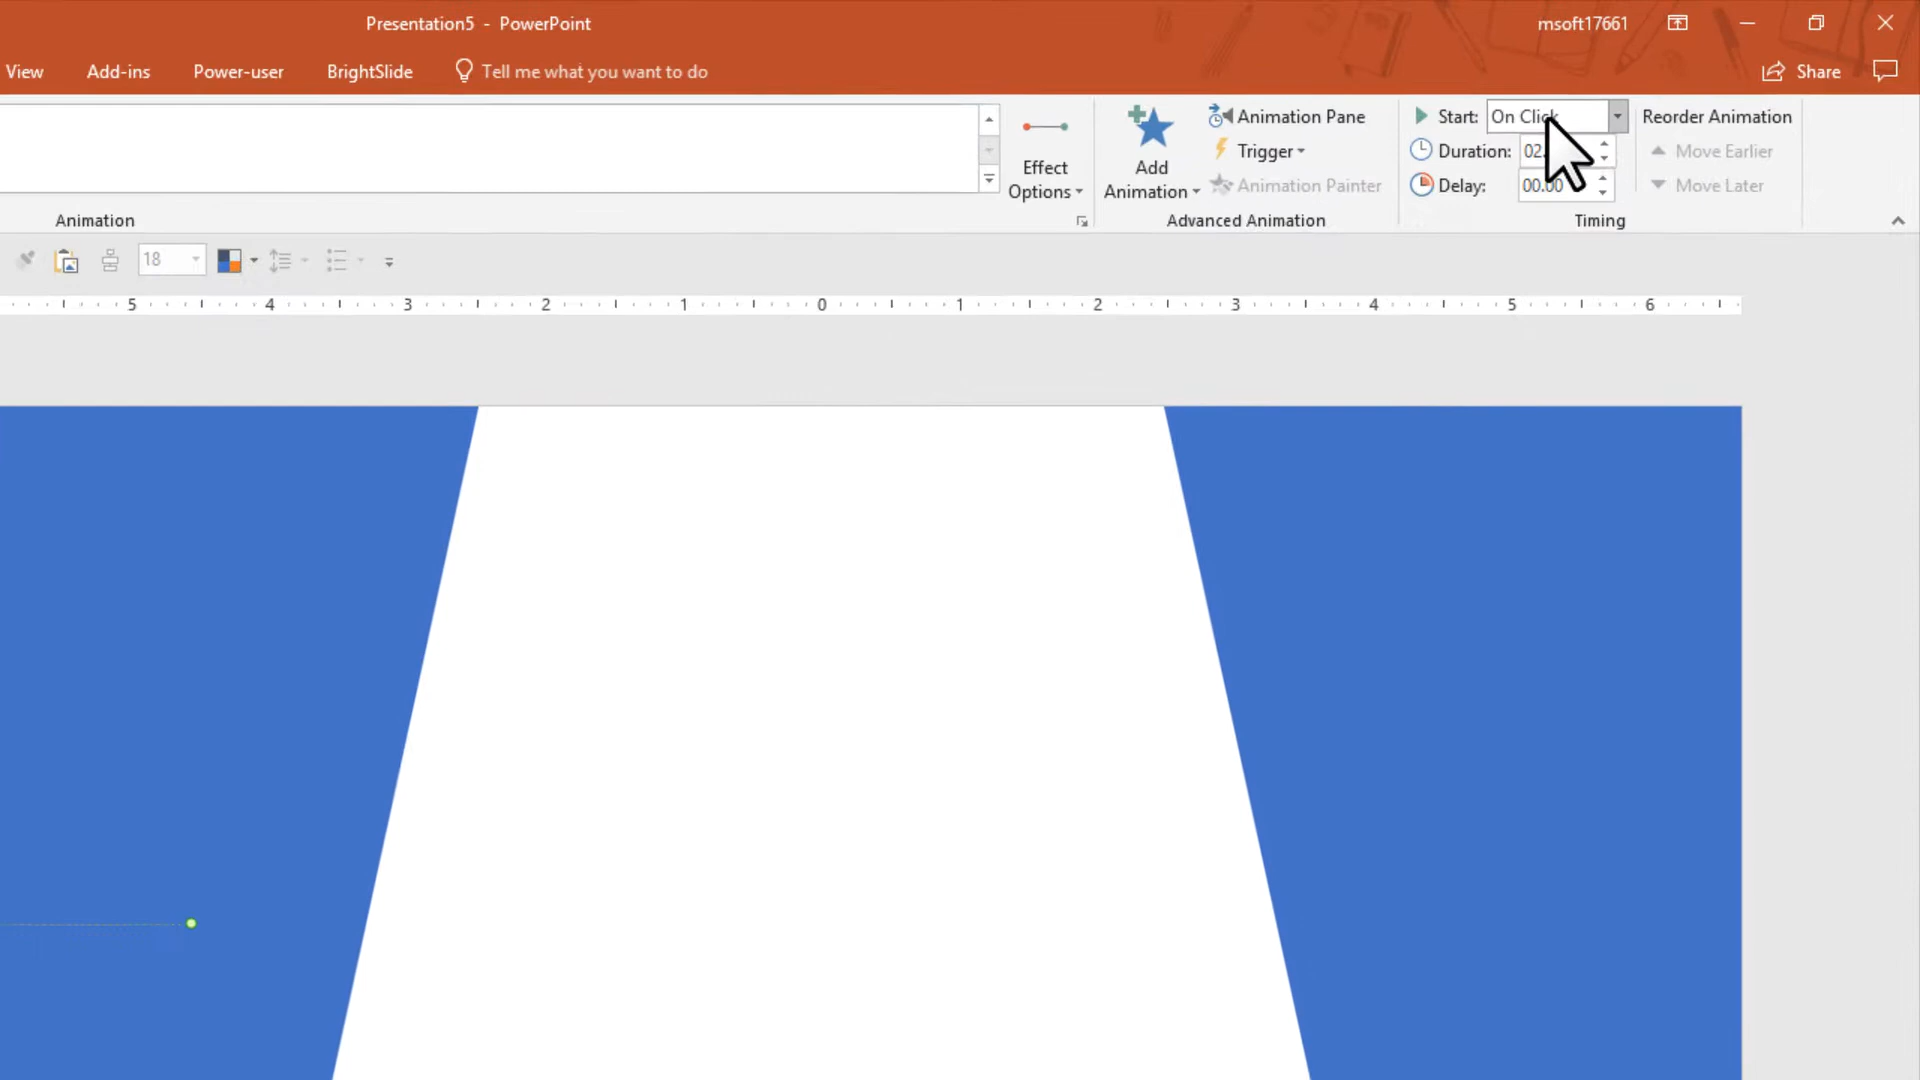 Presentation5 - PowerPoint
msoft17661
View Add-ins Power-user BrightSlide Tell me what you want to do
Share
Effect
Options
Animation
Add
Animation
Animation Pane
Trigger
Animation Painter
Advanced Animation
Start: On Click
Duration: 02.
Delay: 00.00
Timing
Reorder Animation
Move Earlier
Move Later
18
5 4 3 2 1 0 1 2 3 4 5 6